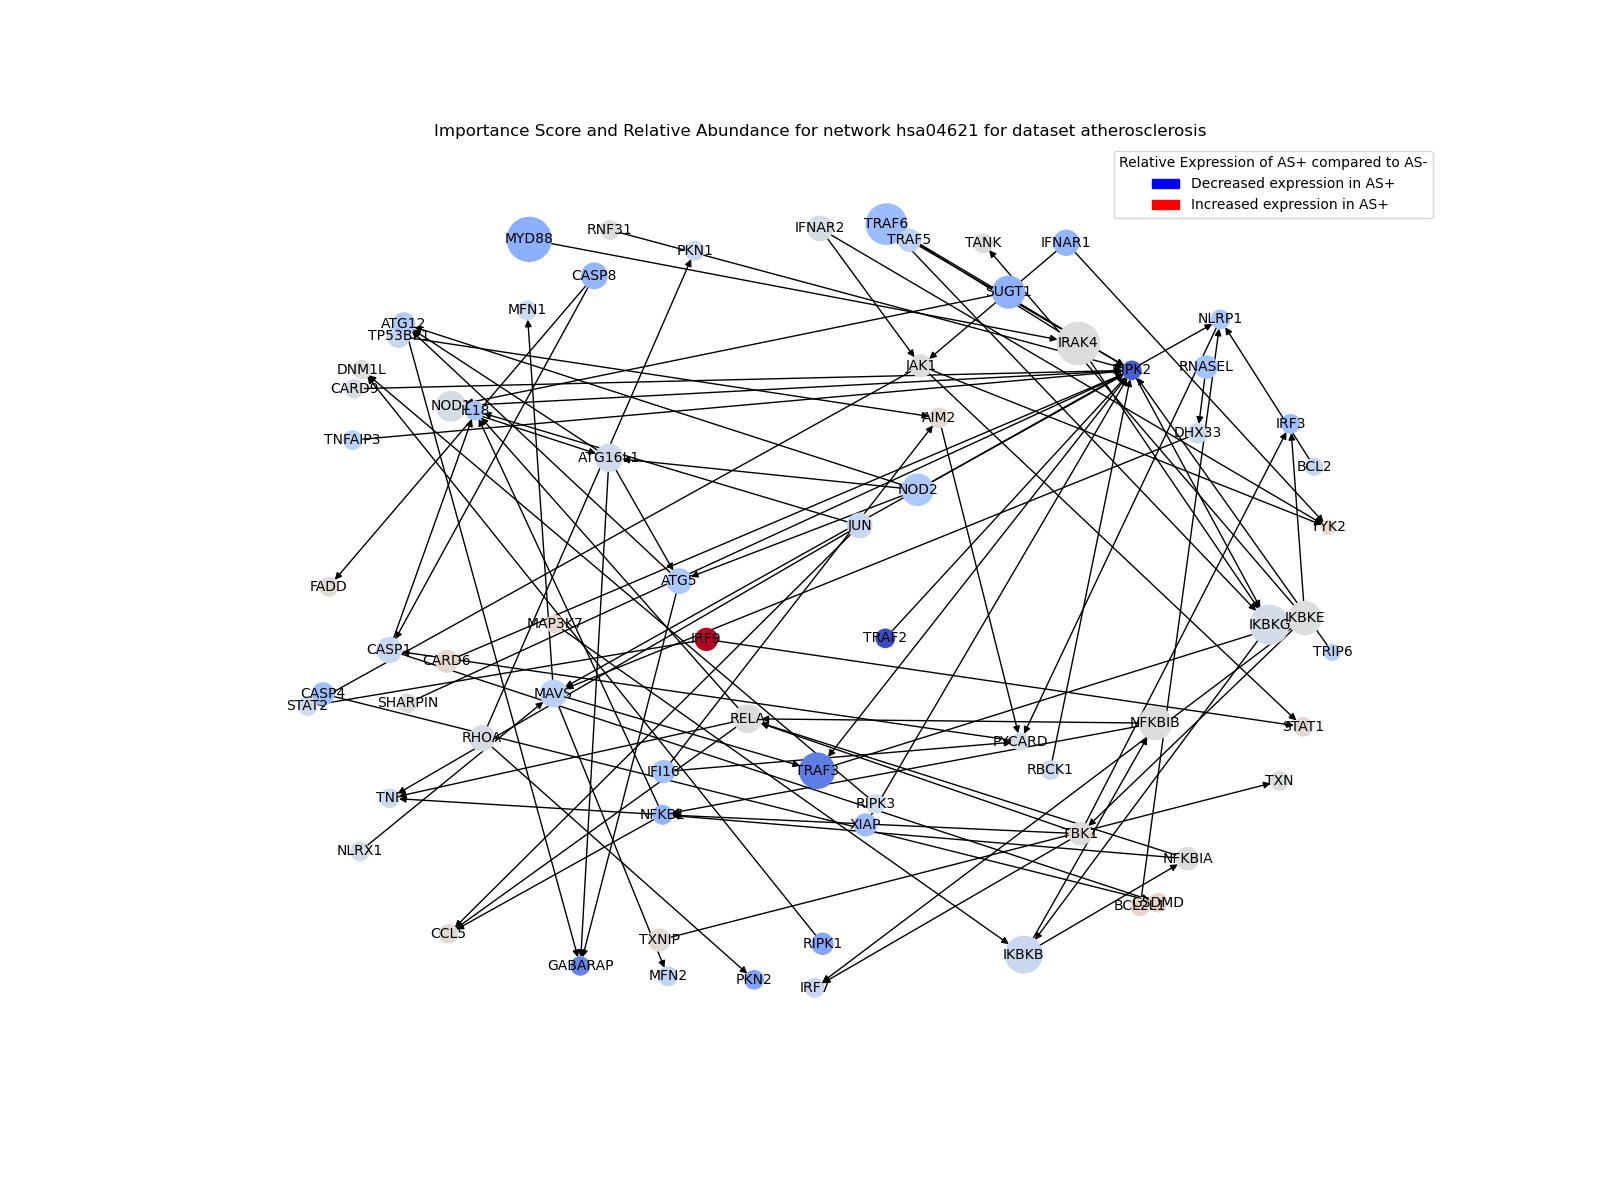 Importance Score and Relative Abundance for network hsa04621 for dataset atherosclerosis
Relative Expression of AS+ compared to AS-
Decreased expression in AS+
Increased expression in AS+
MYD88
RNF31
PKN1
IFNAR2
TRAF6
TRAF5
TANK
IFNAR1
CASP8
SUGT1
MFN1
ATG12
NLRP1
IRAK4
DNM1L
JAK1
RNASEL
CARD9
NOD1
IL18
AIM2
IRF3
TNFAIP3
DHX33
ATG16L1
BCL2
NOD2
JUN
TYK2
FADD
ATG5
MAP3K7
IRF9
TRAF2
IKBKG
IKBKE
CASP1
CARD6
TRIP6
CASP4
MAVS
STAT2
SHARPIN
RELA
NFKBIB
STAT1
RHOA
PYCARD
IFI16
TRAF3
RBCK1
TXN
TNF
RIPK3
XIAP
TBK1
NLRX1
NFKBIA
GSDMD
BCL2L1
CCL5
TXNIP
RIPK1
IKBKB
GABARAP
MFN2
PKN2
IRF7